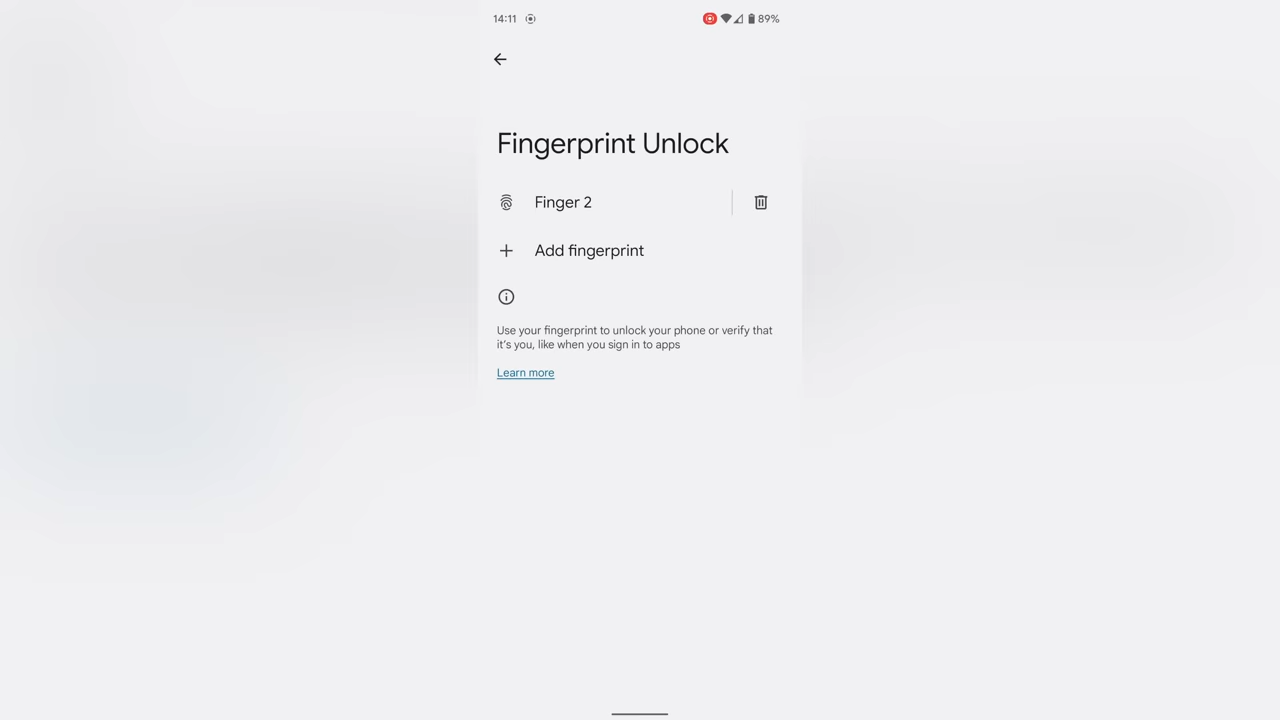 14:11 89%
Fingerprint Unlock
Finger 2
Add fingerprint
Use your fingerprint to unlock your phone or verify that
it’s you, like when you sign in to apps
Learn more